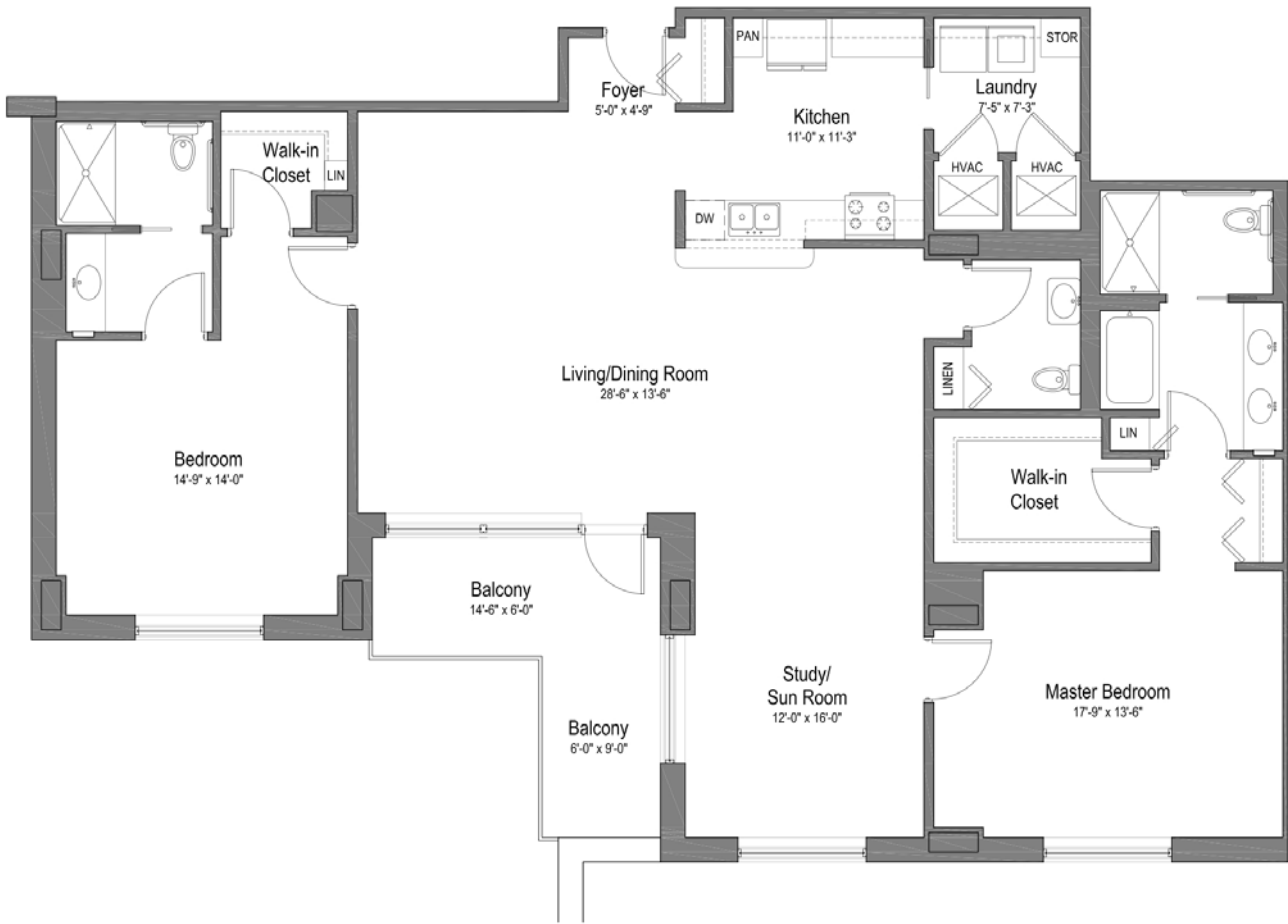 PAN
STOR
Foyer
5'-0" x 4'-9"
Kitchen
11'-0" x 11'-3"
Laundry
7'-5" x 7'-3"
Walk-in
Closet
LIN
HVAC
HVAC
DW
Living/Dining Room
28'-6" x 13'-6"
LINEN
LIN
Bedroom
14'-9" x 14'-0"
Walk-in
Closet
Balcony
14'-6" x 6'-0"
Study/
Sun Room
12'-0" x 16'-0"
Master Bedroom
17'-9" x 13'-6"
Balcony
6'-0" x 9'-0"